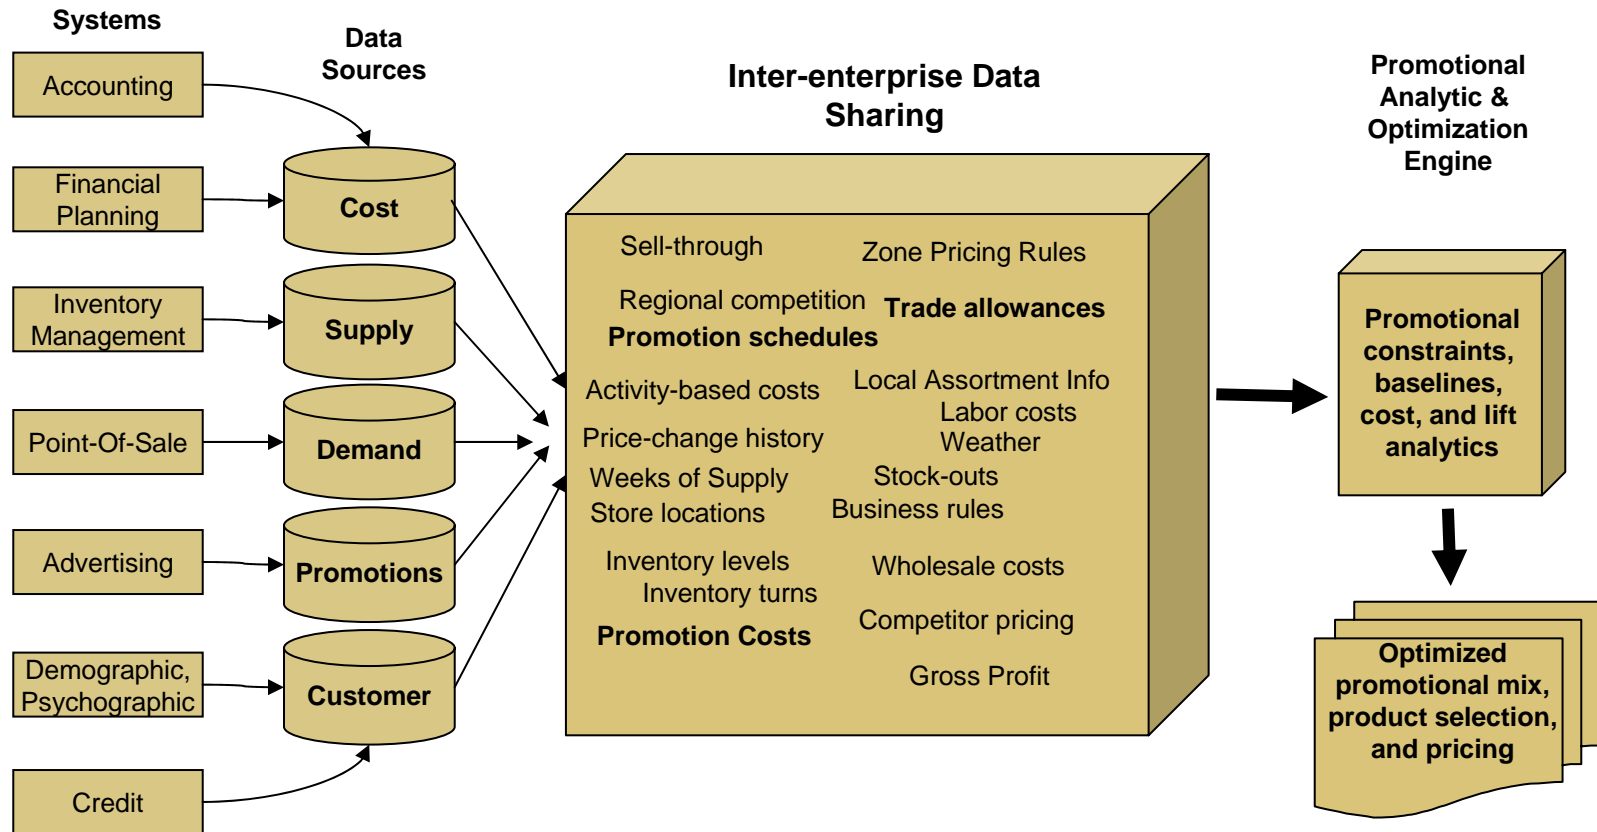 Systems
Accounting
Financial
Planning
Inventory
Management
Point-Of-Sale
Advertising
Demographic,
Psychographic
Credit
Data
Sources
Cost
Supply
Demand
Promotions
Customer
Inter-enterprise Data
Sharing
Sell-through
Zone Pricing Rules
Regional competition
Trade allowances
Promotion schedules
Activity-based costs
Local Assortment Info
Labor costs
Price-change history
Weather
Weeks of Supply
Stock-outs
Store locations
Business rules
Inventory levels
Wholesale costs
Inventory turns
Competitor pricing
Promotion Costs
Gross Profit
Promotional
Analytic &
Optimization
Engine
Promotional
constraints,
baselines,
cost, and lift
analytics
Optimized
promotional mix,
product selection,
and pricing